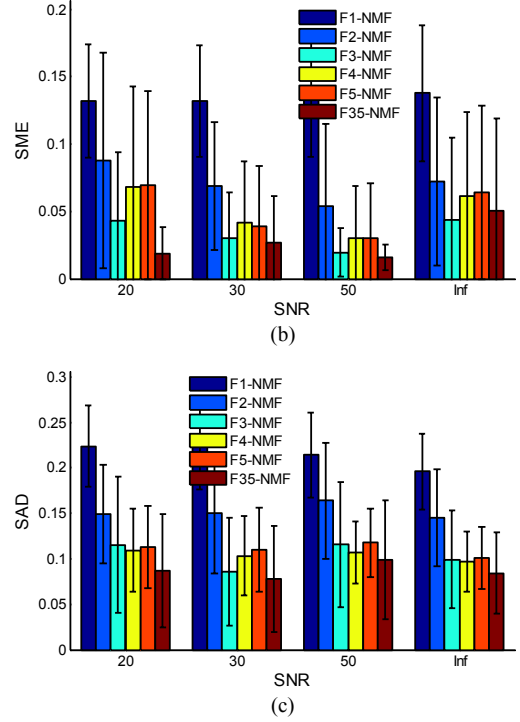 0.2
0.15
0.1
0.05
0
SME
F1-NMF
F2-NMF
F3-NMF
F4-NMF
F5-NMF
F35-NMF
20 30 50 Inf
SNR
(b)
0.3
0.25
0.2
0.15
0.1
0.05
0
SAD
F1-NMF
F2-NMF
F3-NMF
F4-NMF
F5-NMF
F35-NMF
20 30 50 Inf
SNR
(c)